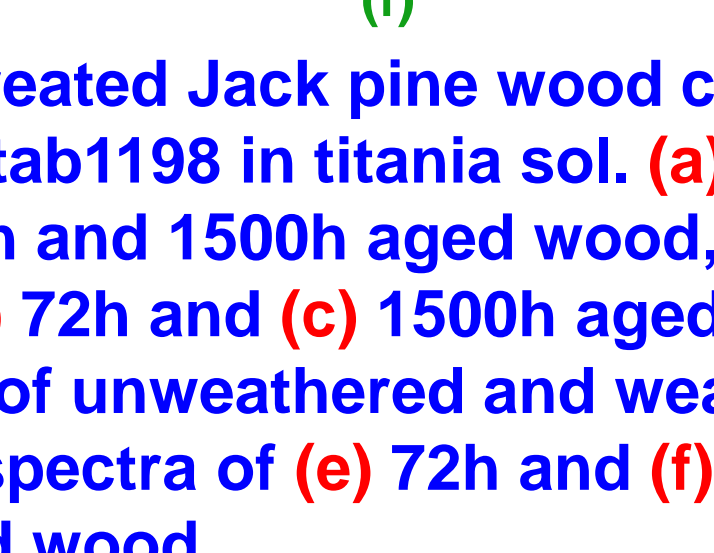 (f)
eated Jack pine wood c
tab1198 in titania sol. (a)
and 1500h aged wood,
72h and (c) 1500h aged
of unweathered and wea
spectra of (e) 72h and (f)
wood